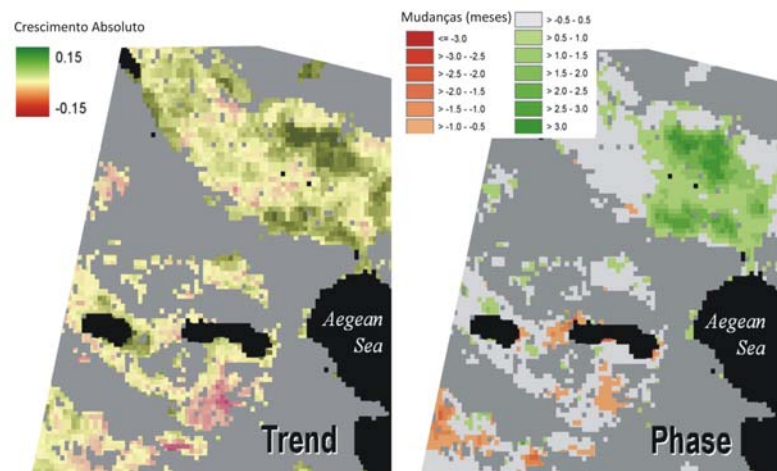 Crescimento Absoluto
0.15
-0.15
Aegean
Sea
Trend
Mudanças (meses)
<= -3.0
> -3.0 - -2.5
> -2.5 - -2.0
> -2.0 - -1.5
> -1.5 - -1.0
> -1.0 - -0.5
> -0.5 - 0.5
> 0.5 - 1.0
> 1.0 - 1.5
> 1.5 - 2.0
> 2.0 - 2.5
> 2.5 - 3.0
> 3.0
Aegean
Sea
Phase